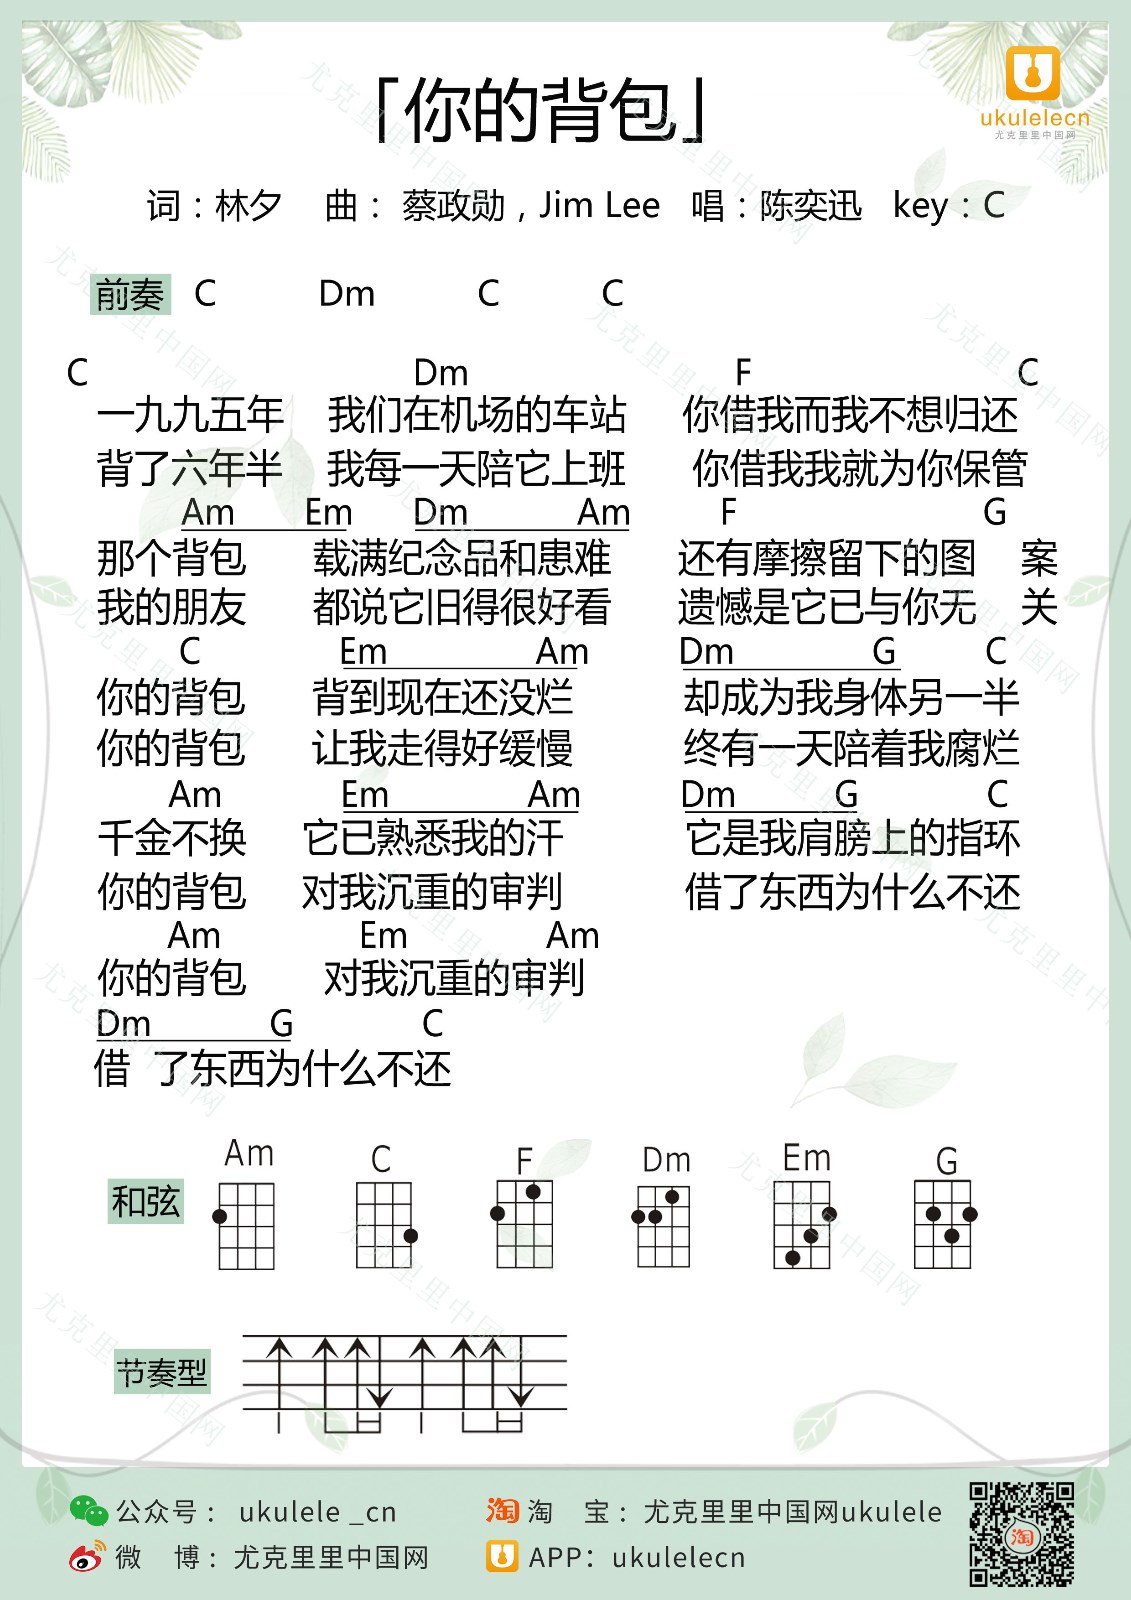 「你的背包」
ukulelecn
尤克里里中国网
词：林夕 曲： 蔡政勋，Jim Lee 唱：陈奕迅 key：C
前奏 C Dm C C
C Dm F C
一九九五年 我们在机场的车站 你借我而我不想归还
背了六年半 我每一天陪它上班 你借我我就为你保管
Am Em Dm Am F G
那个背包 载满纪念品和患难 还有摩擦留下的图 案
我的朋友 都说它旧得很好看 遗憾是它已与你无 关
C Em Am Dm G C
你的背包 背到现在还没烂 却成为我身体另一半
你的背包 让我走得好缓慢 终有一天陪着我腐烂
Am Em Am Dm G C
千金不换 它已熟悉我的汗 它是我肩膀上的指环
你的背包 对我沉重的审判 借了东西为什么不还
Am Em Am
你的背包 对我沉重的审判
Dm G C
借 了东西为什么不还
和弦 Am C F Dm Em G
节奏型
公众号： ukulele _cn 淘 淘 宝：尤克里里中国网ukulele
微 博：尤克里里中国网 APP：ukulelecn
淘